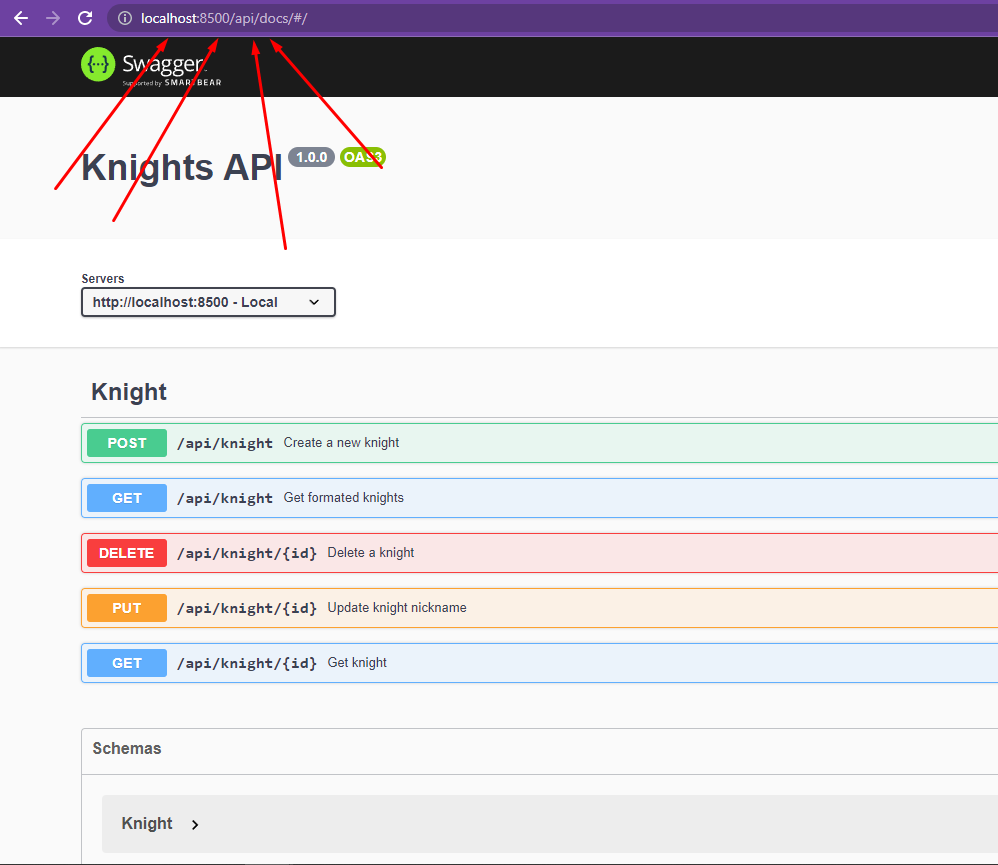 localhost:8500/api/docs/#/
{···} Swagger.
Supported by SMARTBEAR
Knights API 1.0.0 OAS3
Servers
http://localhost:8500 - Local
Knight
POST /api/knight Create a new knight
GET /api/knight Get formated knights
DELETE /api/knight/{id} Delete a knight
PUT /api/knight/{id} Update knight nickname
GET /api/knight/{id} Get knight
Schemas
Knight